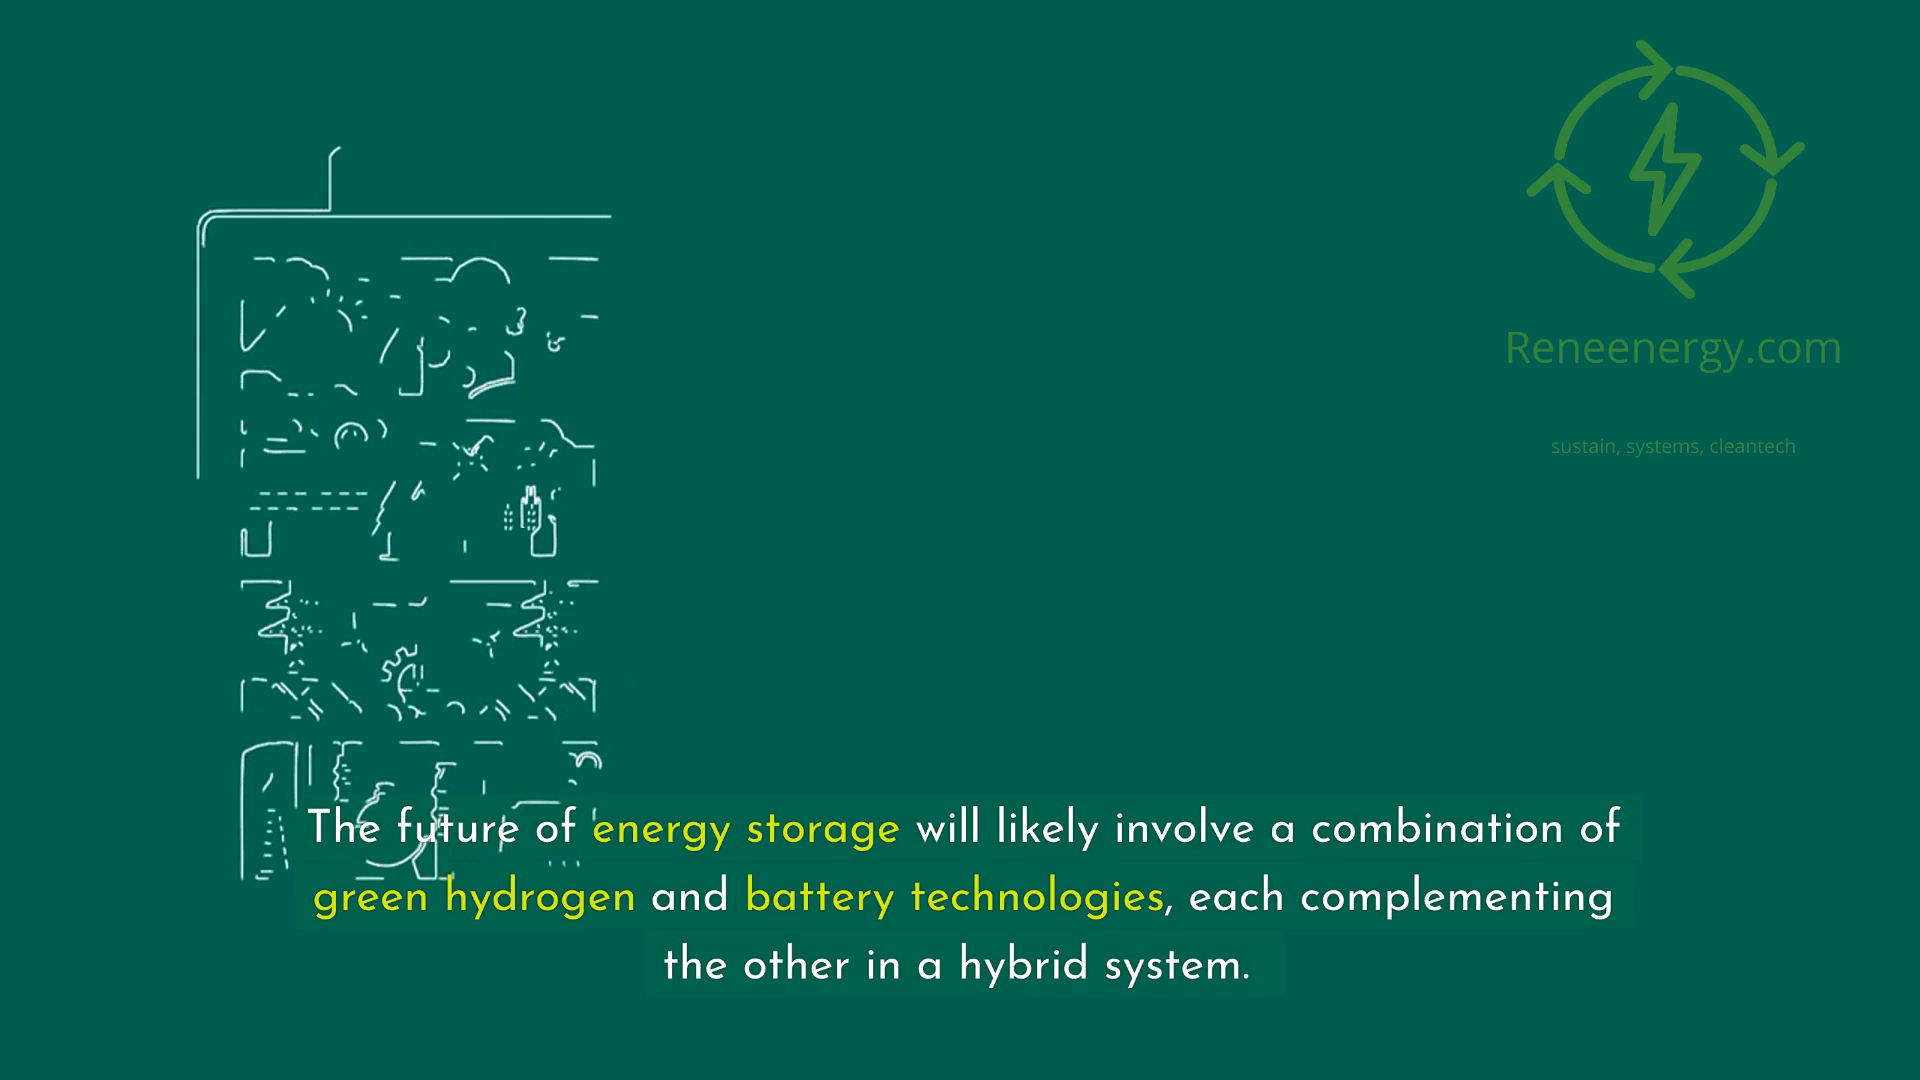 Reneenergy.com
sustain, systems, cleantech
The future of energy storage will likely involve a combination of
green hydrogen and battery technologies, each complementing
the other in a hybrid system.